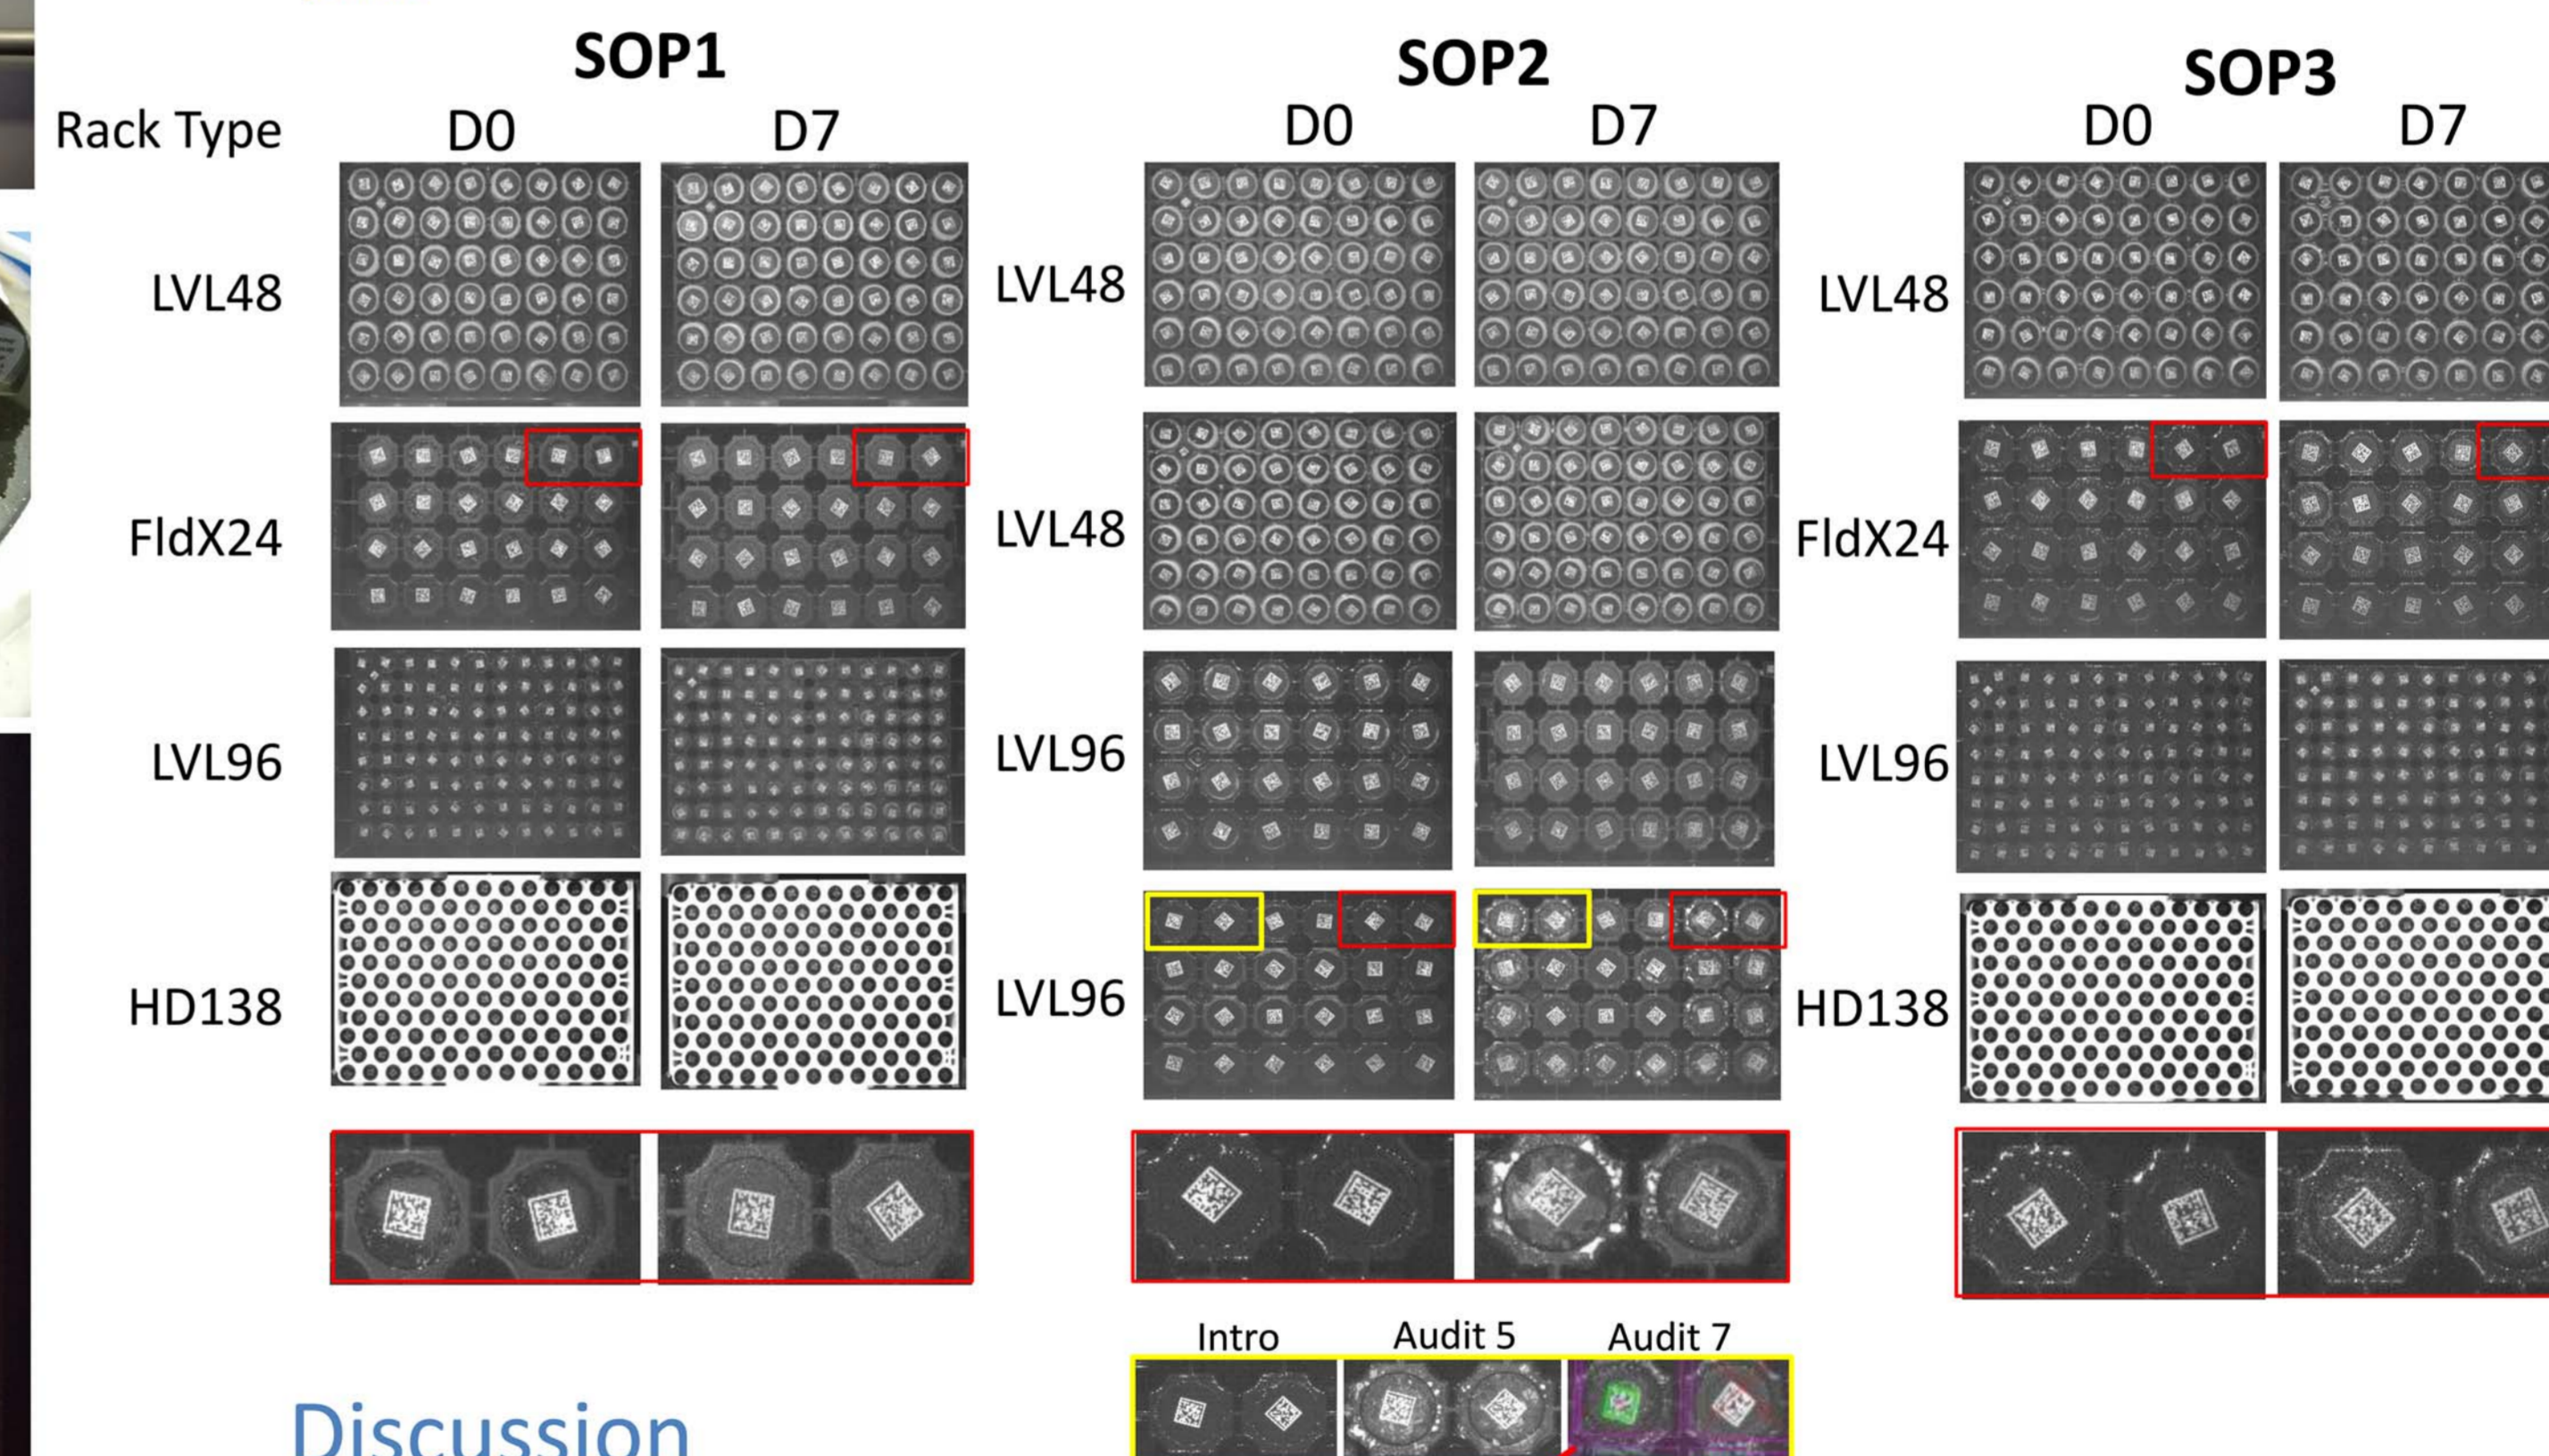 SOP1
SOP2
SOP3
Rack Type
D0
D7
D0
D7
D0
D7
LVL48
LVL48
LVL48
FldX24
LVL48
FldX24
LVL96
LVL96
LVL96
HD138
LVL96
HD138
Intro
Audit 5
Audit 7
Discussion